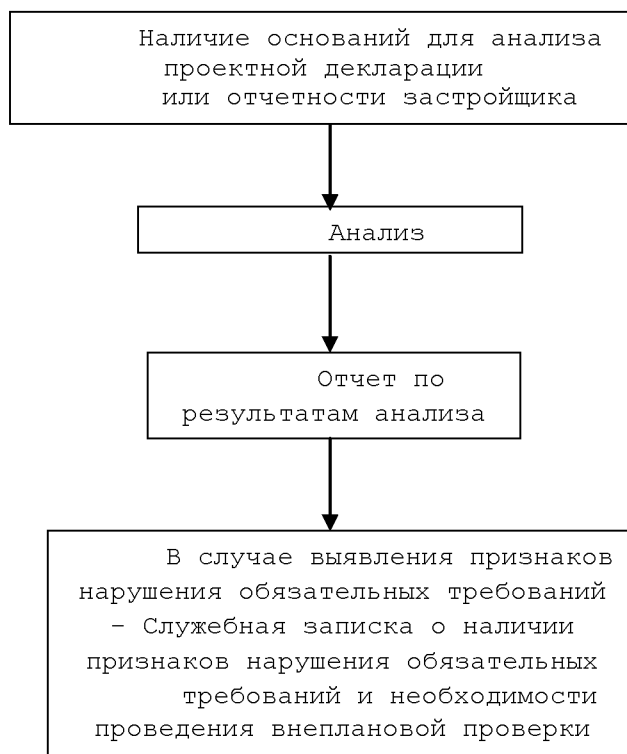 Наличие оснований для анализа
проектной декларации
или отчетности застройщика
Анализ
Отчет по
результатам анализа
В случае выявления признаков
нарушения обязательных требований
– Служебная записка о наличии
признаков нарушения обязательных
требований и необходимости
проведения внеплановой проверки